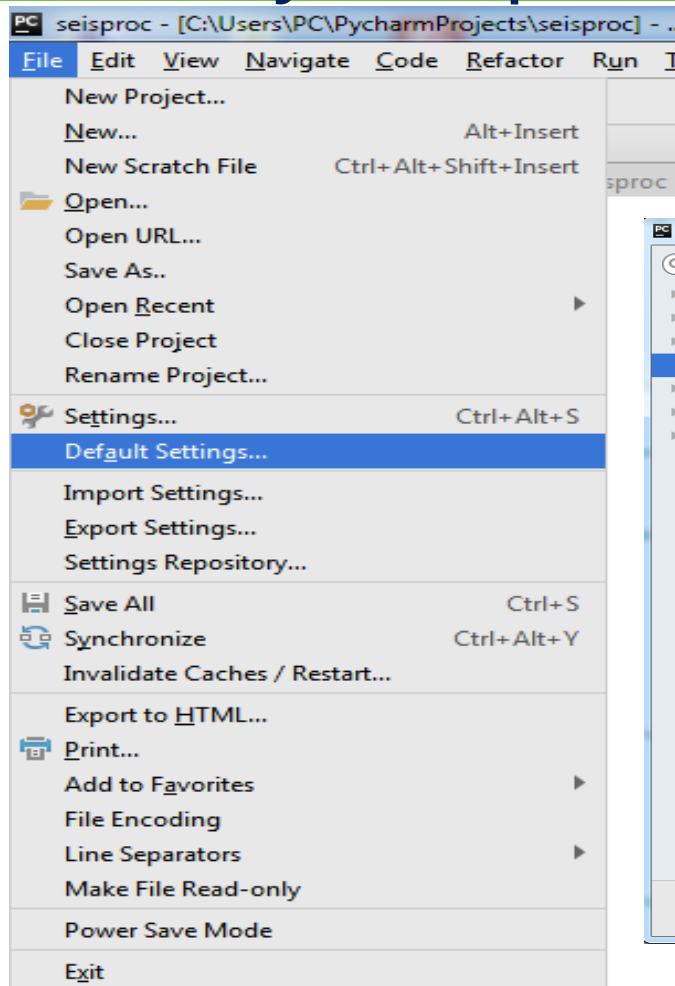 PC seisproc - [C:\Users\PC\PycharmProjects\seisproc] - ..
File Edit View Navigate Code Refactor Run
New Project...
New... Alt+Insert
New Scratch File Ctrl+Alt+Shift+Insert
sproc
Open...
Open URL...
Save As..
Open Recent
Close Project
Rename Project...
Settings... Ctrl+Alt+S
Default Settings...
Import Settings...
Export Settings...
Settings Repository...
Save All Ctrl+S
Synchronize Ctrl+Alt+Y
Invalidate Caches / Restart...
Export to HTML...
Print...
Add to Favorites
File Encoding
Line Separators
Make File Read-only
Power Save Mode
Exit
PC